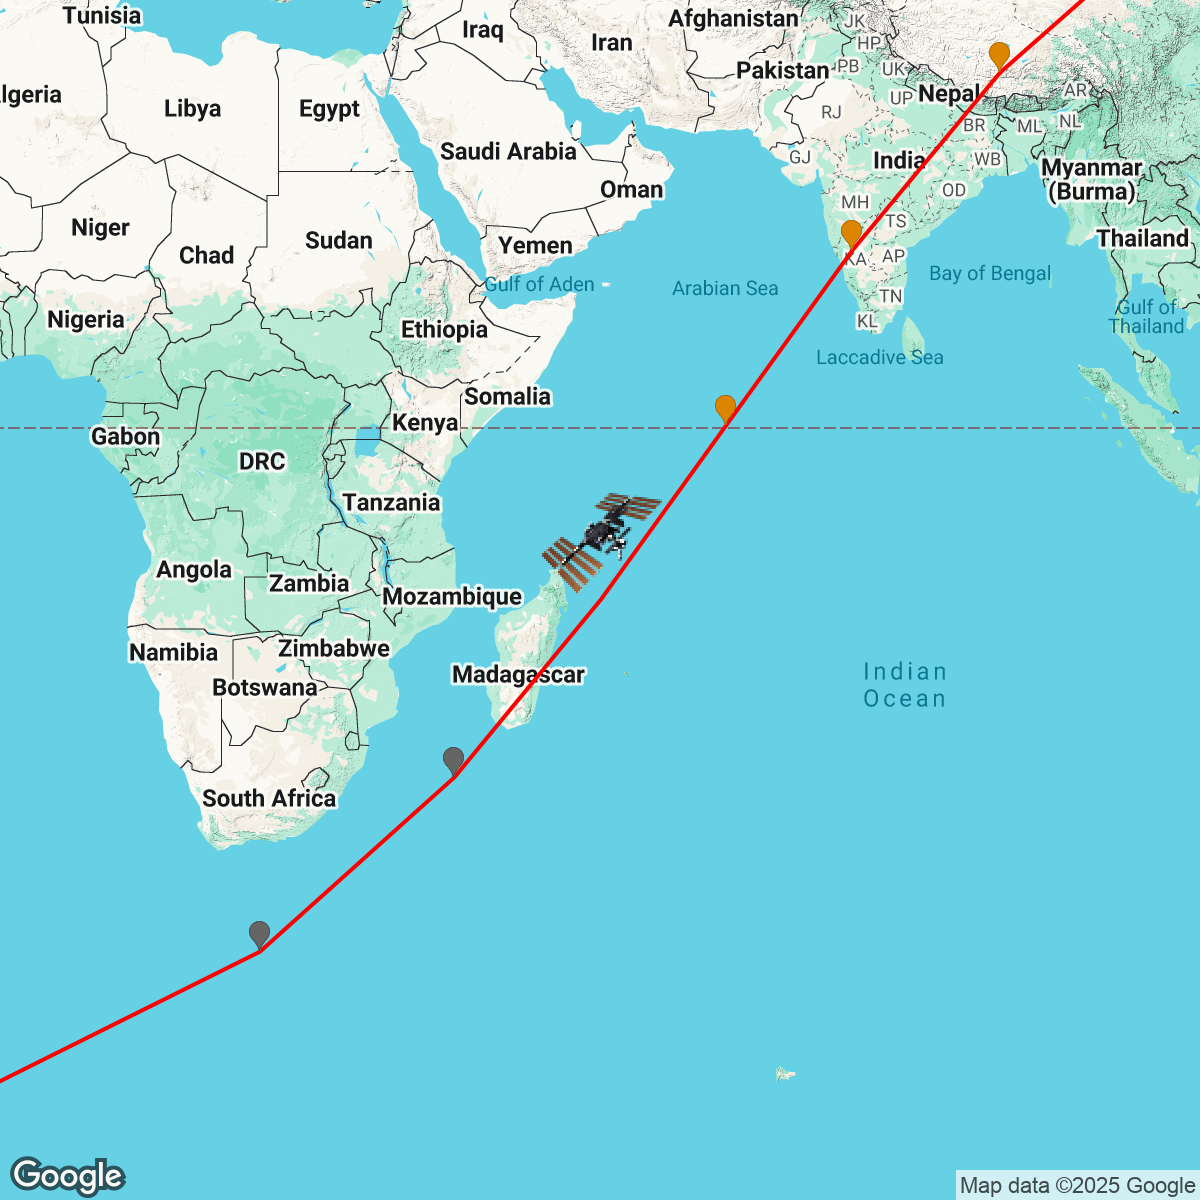 Tunisia
Afghanistan
JK
Iraq
Iran
HP
Pakistan
PB
UK
lgeria
Libya
Egypt
Nepal
UP
AR
RJ
BR
ML
NL
Saudi Arabia
GJ
India
WB
Myanmar
(Burma)
Oman
OD
MH
Niger
Sudan
Yemen
TS
Thailand
Chad
KA
AP
Bay of Bengal
Gulf of Aden
Arabian Sea
TN
Nigeria
Ethiopia
KL
Gulf of
Thailand
Laccadive Sea
Somalia
Kenya
Gabon
DRC
Tanzania
Angola
Zambia
Mozambique
Namibia
Zimbabwe
Madagascar
Botswana
Indian
Ocean
South Africa
Google
Map data ©2025 Google